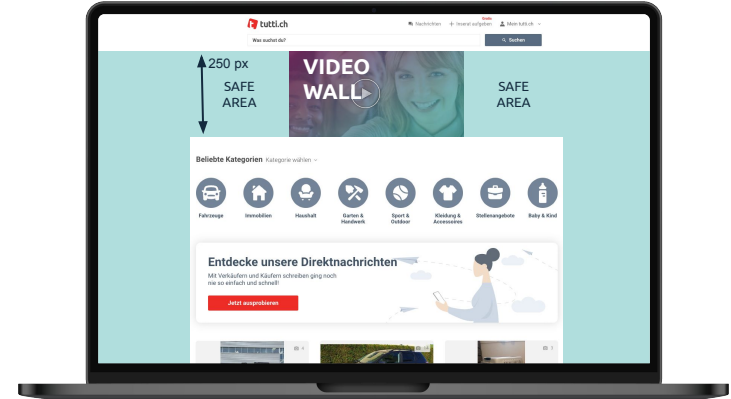 tutti.ch
Nachrichten
Gratis
Inserat aufgeben
Mein tutti.ch
Was suchst du?
Suchen
250 px
SAFE
AREA
VIDEO
WALL
SAFE
AREA
Beliebte Kategorien Kategorie wählen
Fahrzeuge
Immobilien
Haushalt
Garten &
Handwerk
Sport &
Outdoor
Kleidung &
Accessoires
Stellenangebote
Baby & Kind
Entdecke unsere Direktnachrichten
Mit Verkäufern und Käufern schreiben ging noch
nie so einfach und schnell!
Jetzt ausprobieren
4
3